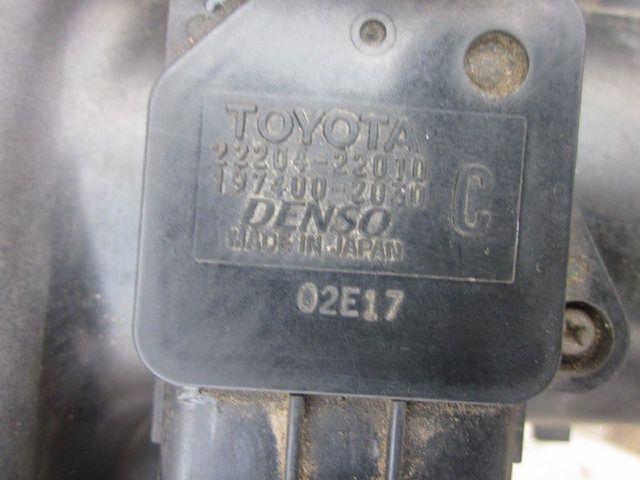 TOYOTA
22204-22010
197400-2030
DENSO
MADE IN JAPAN
C
02E17